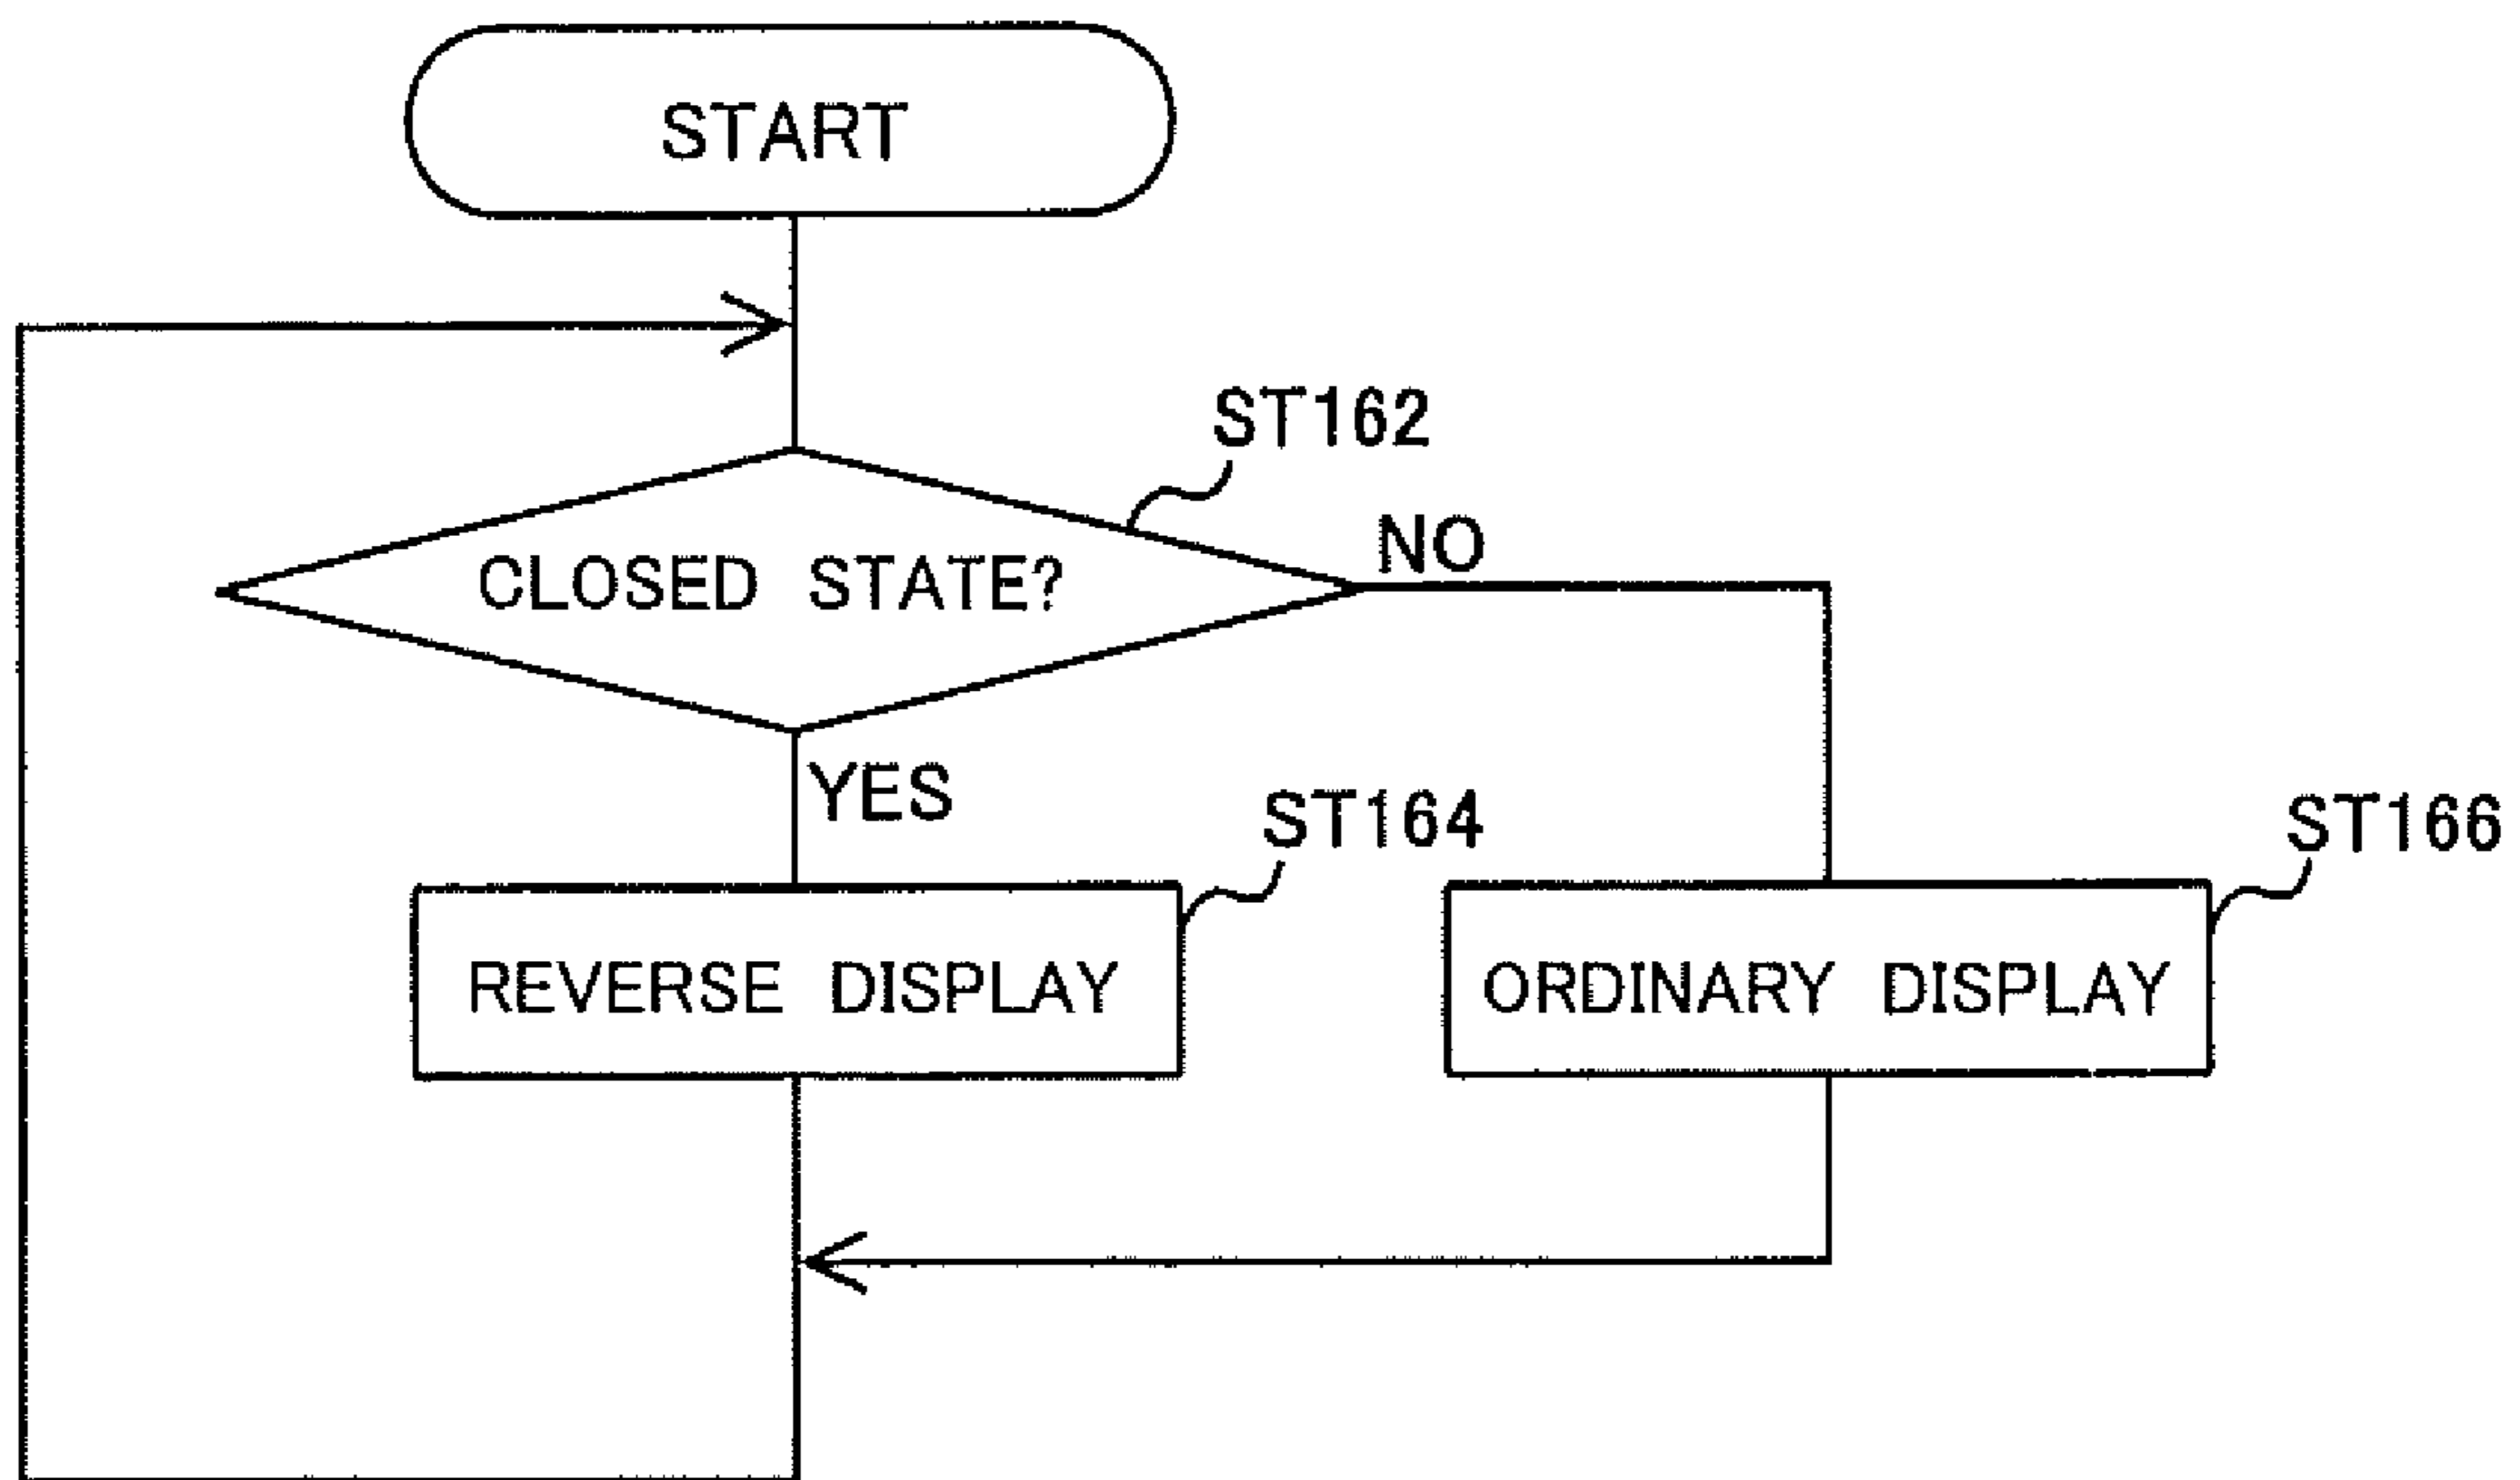 START
ST162
NO
CLOSED STATE?
YES
ST164
ST166
REVERSE DISPLAY
ORDINARY DISPLAY